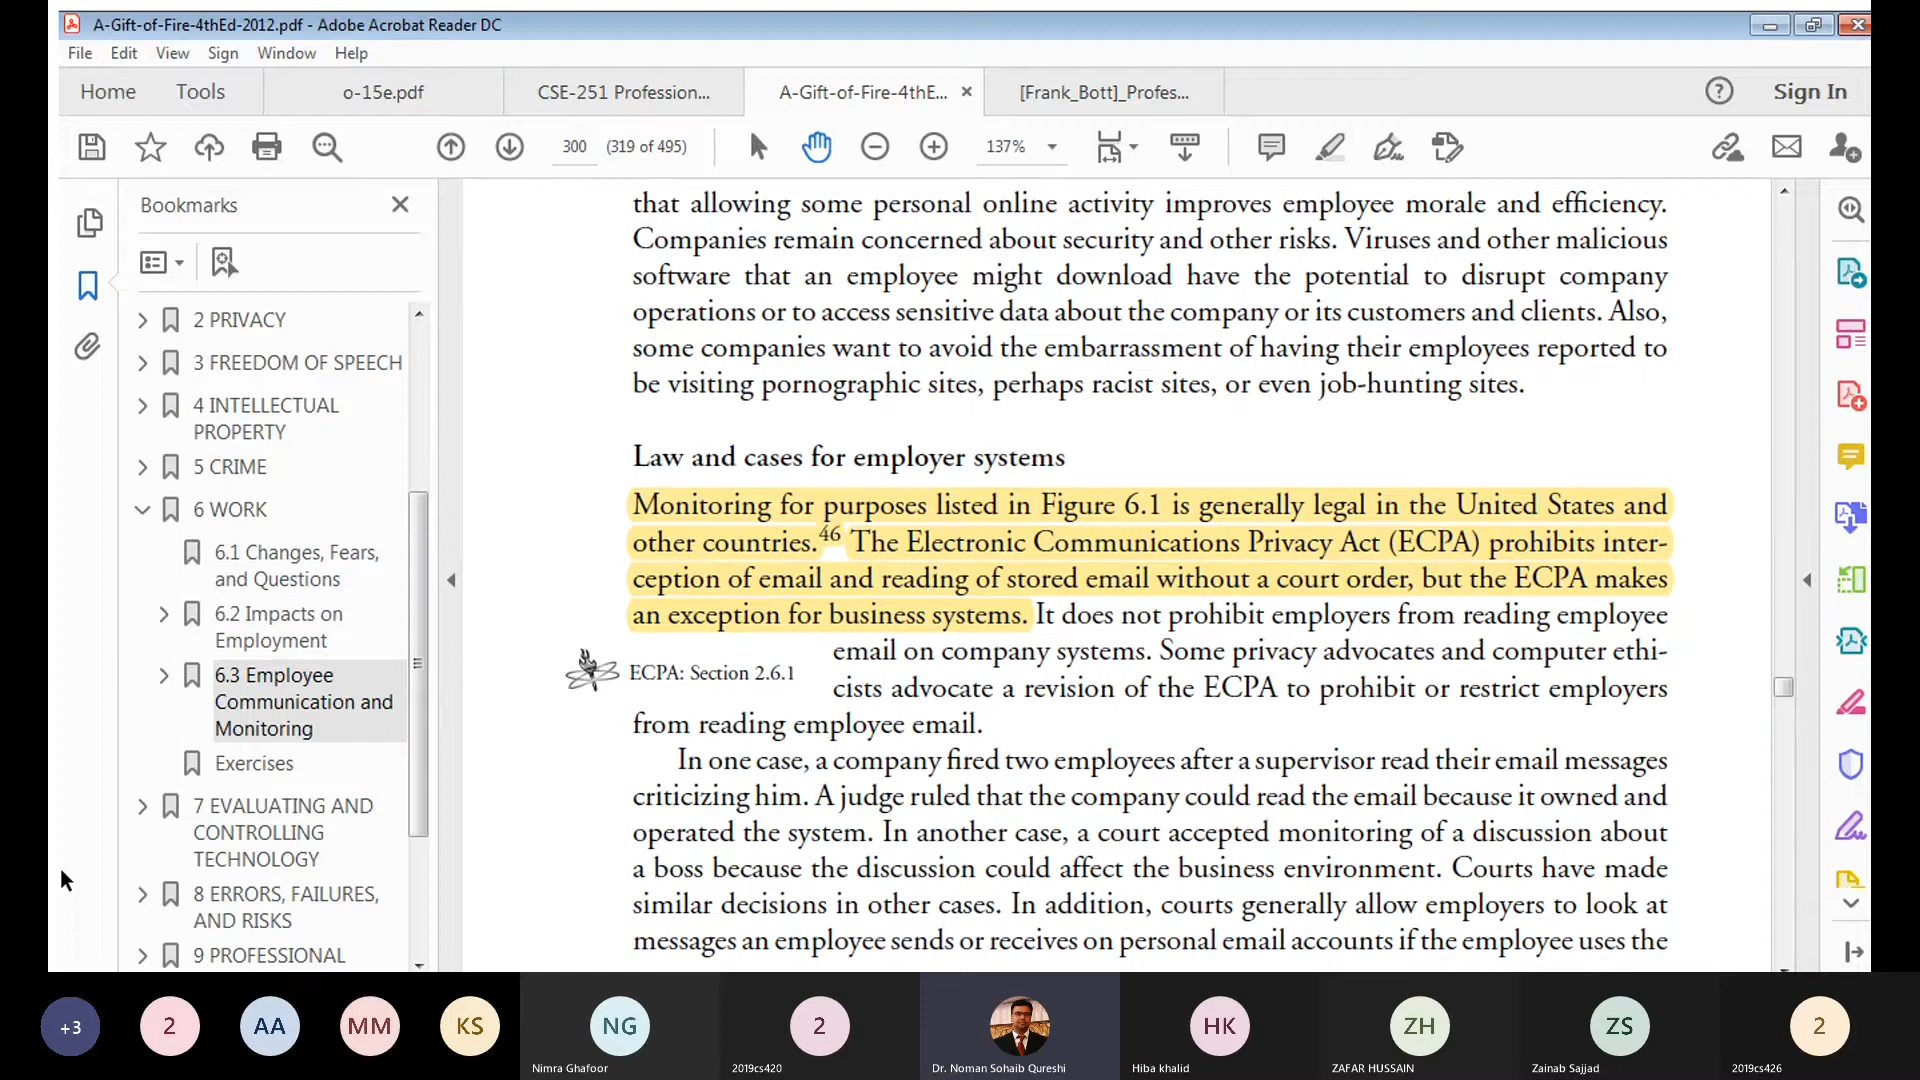 A-Gift-of-Fire-4thEd-2012.pdf - Adobe Acrobat Reader DC
File Edit View Sign Window Help
Home Tools o-15e.pdf CSE-251 Profession... A-Gift-of-Fire-4thE... [Frank_Bott]_Profes... Sign In
300 (319 of 495) 137%
Bookmarks
2 PRIVACY
3 FREEDOM OF SPEECH
4 INTELLECTUAL
PROPERTY
5 CRIME
6 WORK
6.1 Changes, Fears,
and Questions
6.2 Impacts on
Employment
6.3 Employee
Communication and
Monitoring
Exercises
7 EVALUATING AND
CONTROLLING
TECHNOLOGY
8 ERRORS, FAILURES,
AND RISKS
9 PROFESSIONAL
that allowing some personal online activity improves employee morale and efficiency.
Companies remain concerned about security and other risks. Viruses and other malicious
software that an employee might download have the potential to disrupt company
operations or to access sensitive data about the company or its customers and clients. Also,
some companies want to avoid the embarrassment of having their employees reported to
be visiting pornographic sites, perhaps racist sites, or even job-hunting sites.
Law and cases for employer systems
Monitoring for purposes listed in Figure 6.1 is generally legal in the United States and
other countries.46 The Electronic Communications Privacy Act (ECPA) prohibits inter-
ception of email and reading of stored email without a court order, but the ECPA makes
an exception for business systems. It does not prohibit employers from reading employee
email on company systems. Some privacy advocates and computer ethi-
ECPA: Section 2.6.1
cists advocate a revision of the ECPA to prohibit or restrict employers
from reading employee email.
In one case, a company fired two employees after a supervisor read their email messages
criticizing him. A judge ruled that the company could read the email because it owned and
operated the system. In another case, a court accepted monitoring of a discussion about
a boss because the discussion could affect the business environment. Courts have made
similar decisions in other cases. In addition, courts generally allow employers to look at
messages an employee sends or receives on personal email accounts if the employee uses the
+3 2 AA MM KS NG 2 HK ZH ZS 2
Nimra Ghafoor 2019cs420 Dr. Noman Sohaib Qureshi Hiba khalid ZAFAR HUSSAIN Zainab Sajjad 2019cs426